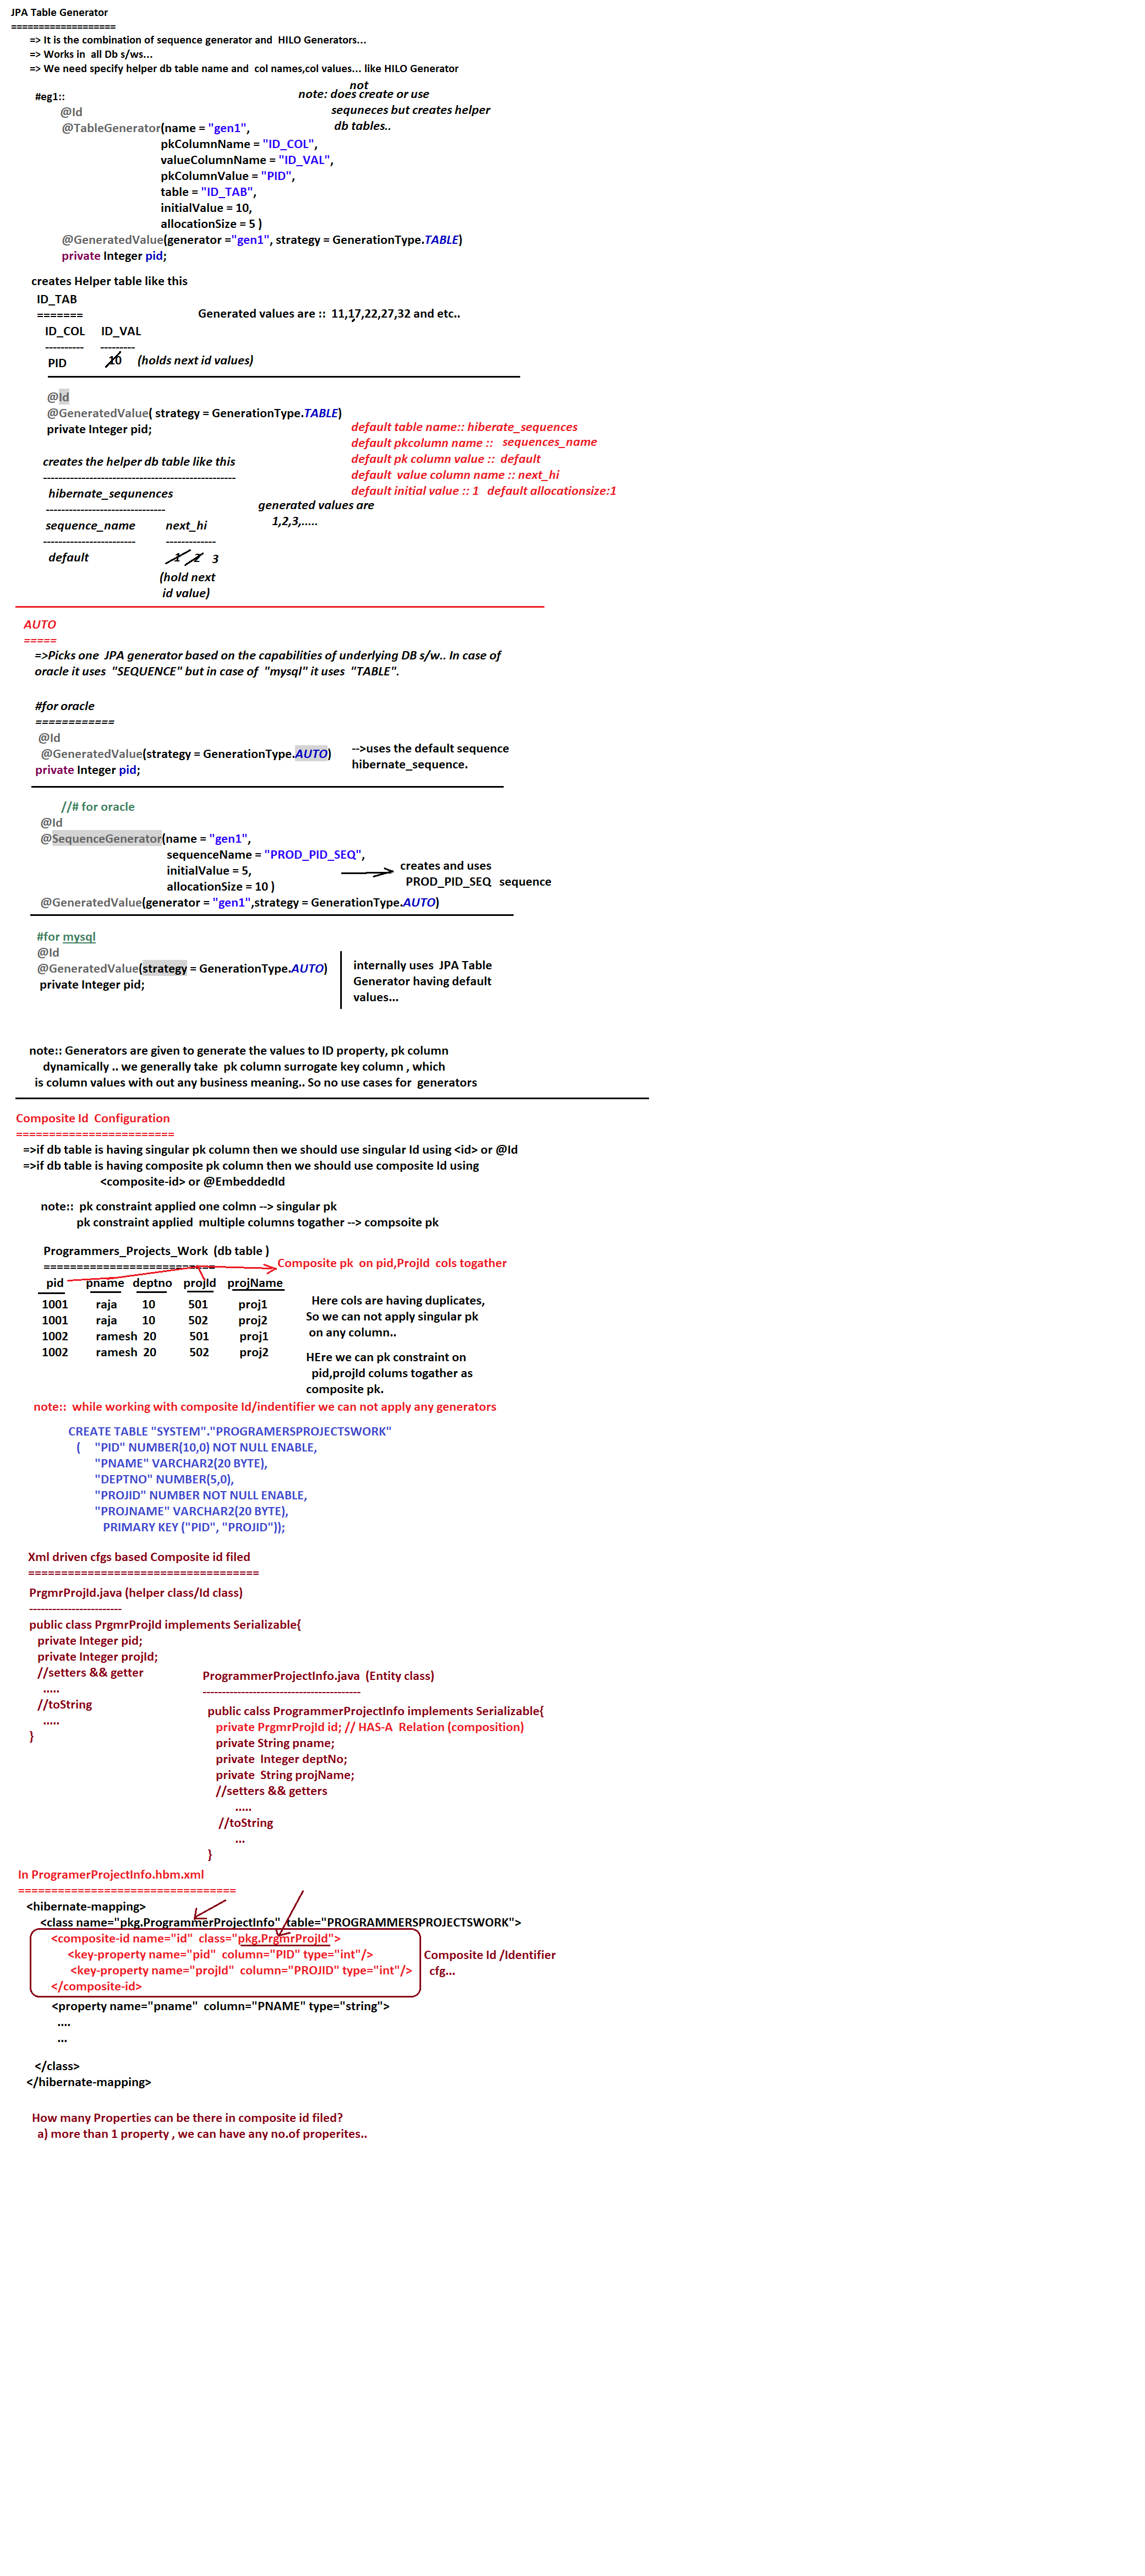 JPA Table Generator
===================
=> It is the combination of sequence generator and  HILO Generators...
=> Works in  all Db s/ws...
=> We need specify helper db table name and  col names,col values... like HILO Generator
not
note: does create or use
sequneces but creates helper
db tables..
#eg1::
@Id
@TableGenerator(name = "gen1",
pkColumnName = "ID_COL",
valueColumnName = "ID_VAL",
pkColumnValue = "PID",
table = "ID_TAB",
initialValue = 10,
allocationSize = 5 )
@GeneratedValue(generator ="gen1", strategy = GenerationType.TABLE)
private Integer pid;
creates Helper table like this
ID_TAB
=======
Generated values are ::  11,17,22,27,32 and etc..
ID_COL   ID_VAL
----------   ---------
PID   10   (holds next id values)
@Id
@GeneratedValue( strategy = GenerationType.TABLE)
private Integer pid;
default table name:: hiberate_sequences
default pkcolumn name ::   sequences_name
default pk column value ::  default
default  value column name :: next_hi
default initial value :: 1   default allocationsize:1
creates the helper db table like this
--------------------------------------------------
hibernate_sequnences
-------------------------------
generated values are
1,2,3,.....
sequence_name   next_hi
------------------------   -------------
default   1  2  3
(hold next
id value)
AUTO
=====
=>Picks one  JPA generator based on the capabilities of underlying DB s/w.. In case of
oracle it uses  "SEQUENCE" but in case of  "mysql" it uses  "TABLE".
#for oracle
============
@Id
@GeneratedValue(strategy = GenerationType.AUTO)
private Integer pid;
-->uses the default sequence
hibernate_sequence.
//# for oracle
@Id
@SequenceGenerator(name = "gen1",
sequenceName = "PROD_PID_SEQ",
initialValue = 5,
allocationSize = 10 )
creates and uses
PROD_PID_SEQ   sequence
@GeneratedValue(generator = "gen1",strategy = GenerationType.AUTO)
#for mysql
@Id
@GeneratedValue(strategy = GenerationType.AUTO)
private Integer pid;
internally uses  JPA Table
Generator having default
values...
note:: Generators are given to generate the values to ID property, pk column
dynamically .. we generally take  pk column surrogate key column , which
is column values with out any business meaning.. So no use cases for  generators
Composite Id  Configuration
========================
=>if db table is having singular pk column then we should use singular Id using <id> or @Id
=>if db table is having composite pk column then we should use composite Id using
<composite-id> or @EmbeddedId
note::  pk constraint applied one colmn --> singular pk
pk constraint applied  multiple columns togather --> compsoite pk
Programmers_Projects_Work  (db table )
==========================
Composite pk  on pid,ProjId  cols togather
pid   pname   deptno   projId   projName
1001   raja   10   501   proj1
1001   raja   10   502   proj2
1002   ramesh  20   501   proj1
1002   ramesh  20   502   proj2
Here cols are having duplicates,
So we can not apply singular pk
on any column..
HEre we can pk constraint on
pid,projId colums togather as
composite pk.
note::  while working with composite Id/indentifier we can not apply any generators
CREATE TABLE "SYSTEM"."PROGRAMERSPROJECTSWORK"
(    "PID" NUMBER(10,0) NOT NULL ENABLE,
"PNAME" VARCHAR2(20 BYTE),
"DEPTNO" NUMBER(5,0),
"PROJID" NUMBER NOT NULL ENABLE,
"PROJNAME" VARCHAR2(20 BYTE),
PRIMARY KEY ("PID", "PROJID"));
Xml driven cfgs based Composite id filed
===================================
PrgmrProjId.java (helper class/Id class)
------------------------
public class PrgmrProjId implements Serializable{
private Integer pid;
private Integer projId;
//setters && getter
.....
//toString
.....
}
ProgrammerProjectInfo.java  (Entity class)
-----------------------------------------
public calss ProgrammerProjectInfo implements Serializable{
private PrgmrProjId id; // HAS-A  Relation (composition)
private String pname;
private  Integer deptNo;
private  String projName;
//setters && getters
.....
//toString
...
}
In ProgramerProjectInfo.hbm.xml
=================================
<hibernate-mapping>
<class name="pkg.ProgrammerProjectInfo"  table="PROGRAMMERSPROJECTSWORK">
<composite-id name="id"  class="pkg.PrgmrProjId">
<key-property name="pid"  column="PID" type="int"/>
<key-property name="projId"  column="PROJID" type="int"/>
</composite-id>
Composite Id /Identifier
cfg...
<property name="pname"  column="PNAME" type="string">
....
...
</class>
</hibernate-mapping>
How many Properties can be there in composite id filed?
a) more than 1 property , we can have any no.of properites..